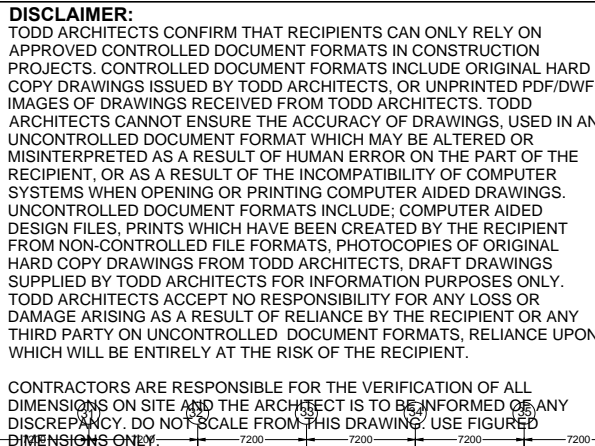 DISCLAIMER:
TODD ARCHITECTS CONFIRM THAT RECIPIENTS CAN ONLY RELY ON
APPROVED CONTROLLED DOCUMENT FORMATS IN CONSTRUCTION
PROJECTS. CONTROLLED DOCUMENT FORMATS INCLUDE ORIGINAL HARD
COPY DRAWINGS ISSUED BY TODD ARCHITECTS, OR UNPRINTED PDF/DWF
IMAGES OF DRAWINGS RECEIVED FROM TODD ARCHITECTS. TODD
ARCHITECTS CANNOT ENSURE THE ACCURACY OF DRAWINGS, USED IN AN
UNCONTROLLED DOCUMENT FORMAT WHICH MAY BE ALTERED OR
MISINTERPRETED AS A RESULT OF HUMAN ERROR ON THE PART OF THE
RECIPIENT, OR AS A RESULT OF THE INCOMPATIBILITY OF COMPUTER
SYSTEMS WHEN OPENING OR PRINTING COMPUTER AIDED DRAWINGS.
UNCONTROLLED DOCUMENT FORMATS INCLUDE; COMPUTER AIDED
DESIGN FILES, PRINTS WHICH HAVE BEEN CREATED BY THE RECIPIENT
FROM NON-CONTROLLED FILE FORMATS, PHOTOCOPIES OF ORIGINAL
HARD COPY DRAWINGS FROM TODD ARCHITECTS, DRAFT DRAWINGS
SUPPLIED BY TODD ARCHITECTS FOR INFORMATION PURPOSES ONLY.
TODD ARCHITECTS ACCEPT NO RESPONSIBILITY FOR ANY LOSS OR
DAMAGE ARISING AS A RESULT OF RELIANCE BY THE RECIPIENT OR ANY
THIRD PARTY ON UNCONTROLLED DOCUMENT FORMATS, RELIANCE UPON
WHICH WILL BE ENTIRELY AT THE RISK OF THE RECIPIENT.
CONTRACTORS ARE RESPONSIBLE FOR THE VERIFICATION OF ALL
DIMENSIONS ON SITE AND THE ARCHITECT IS TO BE INFORMED OF ANY
31 32 33 34 35
DISCREPANCY. DO NOT SCALE FROM THIS DRAWING. USE FIGURED
DIMENSIONS ONLY.
7200 7200 7200 7200 7200